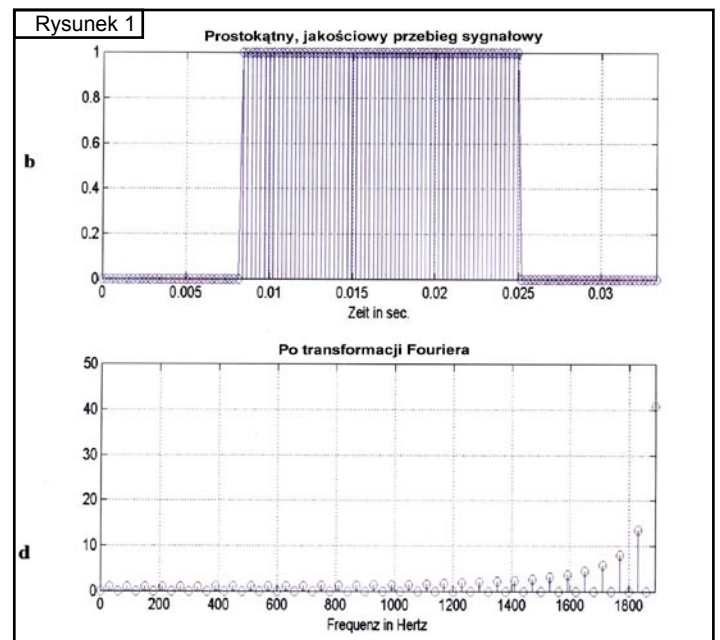 Rysunek 1
Prostokątny, jakościowy przebieg sygnałowy
1
0.8
0.6
0.4
0.2
0
b
0 0.005 0.01 0.015 0.02 0.025 0.03
Zeit in sec.
Po transformacji Fouriera
50
40
30
20
10
0
d
0 200 400 600 800 1000 1200 1400 1600 1800
Frequenz in Hertz